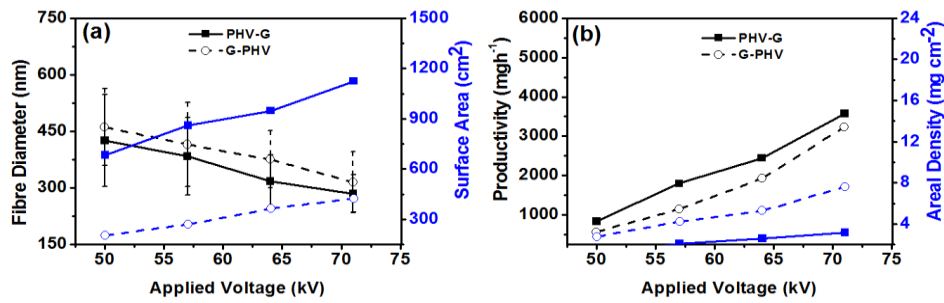 (a)
PHV-G
G-PHV
Fibre Diameter (nm)
750
600
450
300
150
Surface Area (cm²)
1500
1200
900
600
300
50 55 60 65 70 75
Applied Voltage (kV)
(b)
PHV-G
G-PHV
Productivity (mgh⁻¹)
6000
5000
4000
3000
2000
1000
Areal Density (mg cm⁻²)
24
20
16
12
8
4
50 55 60 65 70 75
Applied Voltage (kV)